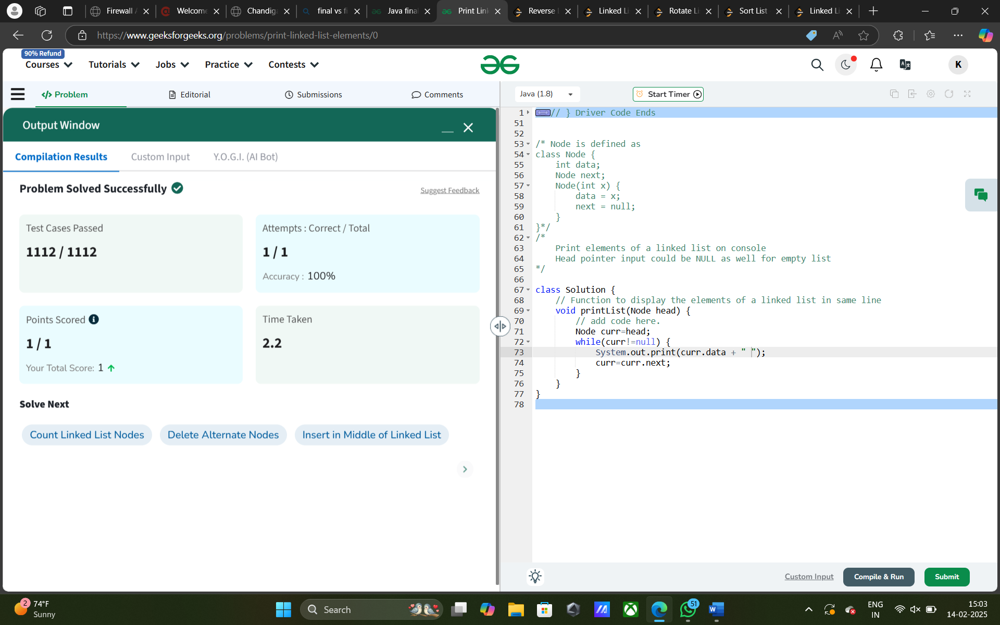 Firewall
Welcome
Chandig
final vs fi
Java final
Print Link
Reverse
Linked Li
Rotate Li
Sort List
Linked Li
https://www.geeksforgeeks.org/problems/print-linked-list-elements/0
90% Refund
Courses
Tutorials
Jobs
Practice
Contests
K
</> Problem
Editorial
Submissions
Comments
Java (1.8)
Start Timer
Output Window
Compilation Results
Custom Input
Y.O.G.I. (AI Bot)
Problem Solved Successfully
Suggest Feedback
Test Cases Passed
1112 / 1112
Attempts : Correct / Total
1 / 1
Accuracy : 100%
Points Scored
1 / 1
Your Total Score: 1
Time Taken
2.2
Solve Next
Count Linked List Nodes
Delete Alternate Nodes
Insert in Middle of Linked List
1 // } Driver Code Ends
51
52
53 /* Node is defined as
54 class Node {
55 int data;
56 Node next;
57 Node(int x) {
58 data = x;
59 next = null;
60 }
61 }*/
62 /*
63 Print elements of a linked list on console
64 Head pointer input could be NULL as well for empty list
65 */
66
67 class Solution {
68 // Function to display the elements of a linked list in same line
69 void printList(Node head) {
70 // add code here.
71 Node curr=head;
72 while(curr!=null) {
73 System.out.print(curr.data + " ");
74 curr=curr.next;
75 }
76 }
77 }
78
Custom Input
Compile & Run
Submit
2
74°F
Sunny
Search
51
ENG
IN
15:03
14-02-2025